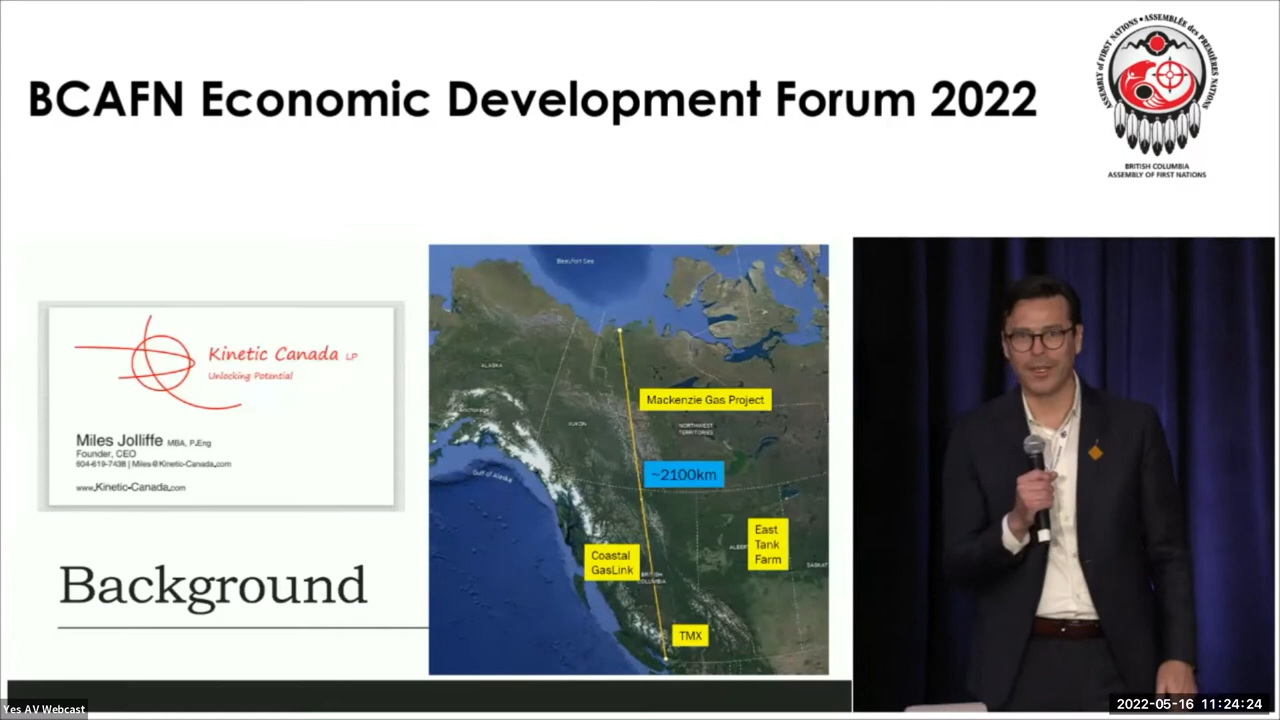 BCAFN Economic Development Forum 2022
ASSEMBLY of FIRST NATIONS • ASSEMBLÉE des PREMIÈRES NATIONS
BRITISH COLUMBIA
ASSEMBLY OF FIRST NATIONS
Kinetic Canada LP
Unlocking Potential
Miles Jolliffe MBA, P.Eng
Founder, CEO
604-619-7438 | Miles@Kinetic-Canada.com
www.Kinetic-Canada.com
Background
Beaufort Sea
ALASKA
Anchorage
YUKON
Mackenzie Gas Project
NORTHWEST
TERRITORIES
~2100km
Gulf of Alaska
East
Tank
Farm
Coastal
GasLink
BRITISH
COLUMBIA
TMX
Yes AV Webcast
2022-05-16 11:24:24